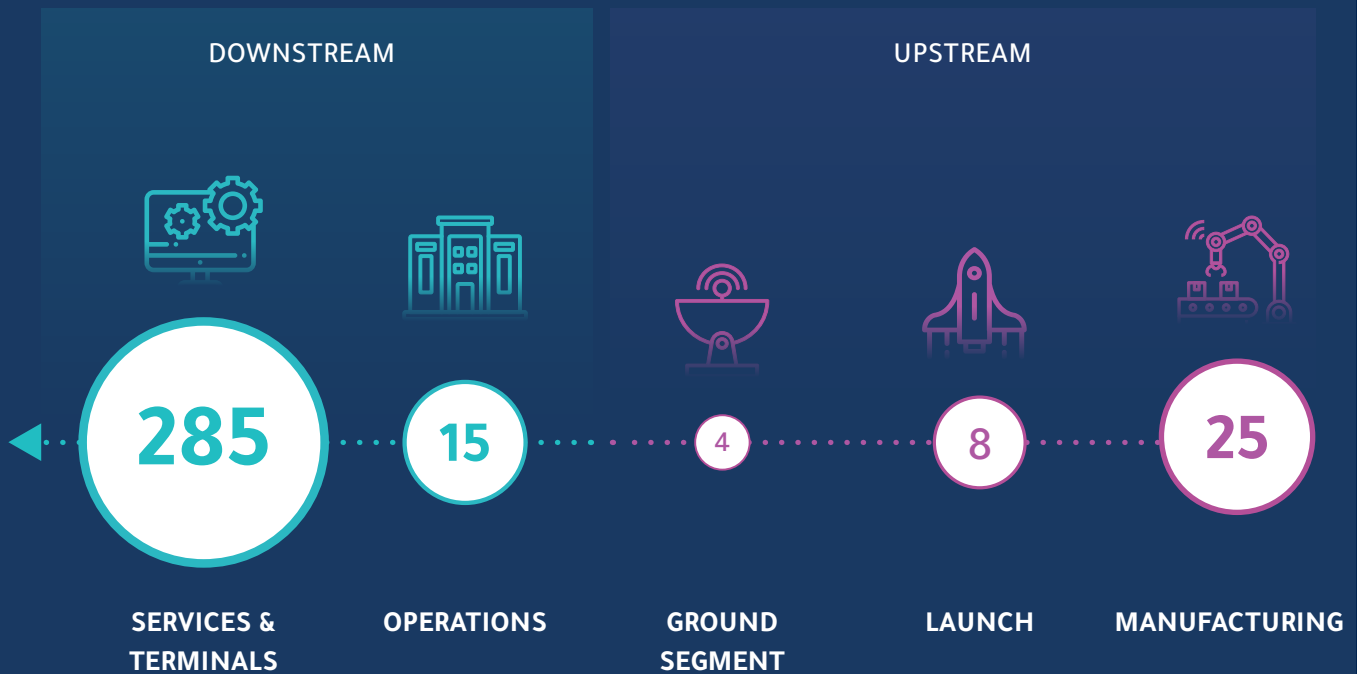 DOWNSTREAM
UPSTREAM
285
15
4
8
25
SERVICES &
TERMINALS
OPERATIONS
GROUND
SEGMENT
LAUNCH
MANUFACTURING